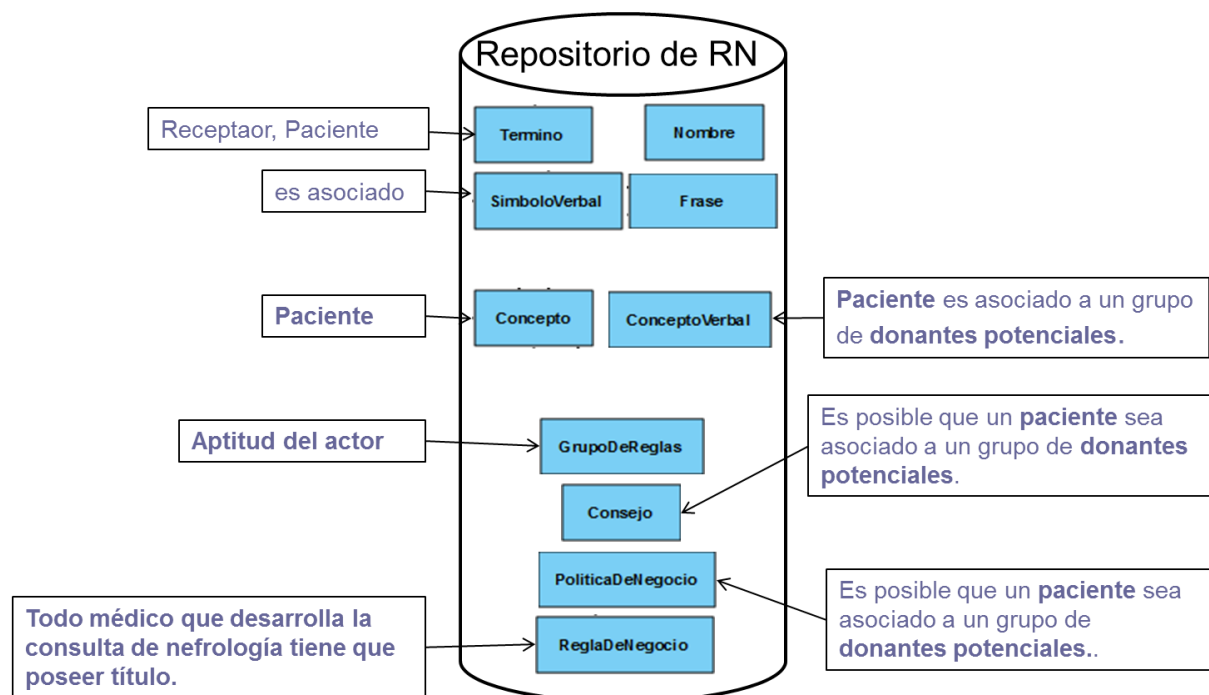 Repositorio de RN
Receptaor, Paciente
Termino
Nombre
es asociado
SimboloVerbal
Frase
Paciente
Concepto
ConceptoVerbal
Paciente es asociado a un grupo
de donantes potenciales.
Aptitud del actor
GrupoDeReglas
Es posible que un paciente sea
asociado a un grupo de donantes
potenciales.
Consejo
PoliticaDeNegocio
Es posible que un paciente sea
asociado a un grupo de
donantes potenciales..
Todo médico que desarrolla la
consulta de nefrología tiene que
poseer título.
ReglaDeNegocio